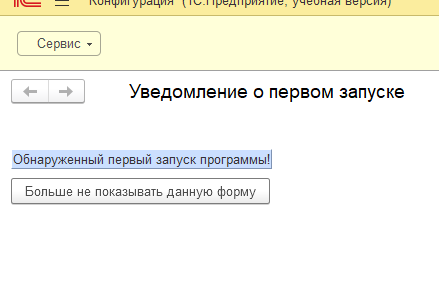 Конфигурация (1С:Предприятие, учебная версия)
Сервис
Уведомление о первом запуске
Обнаруженный первый запуск программы!
Больше не показывать данную форму